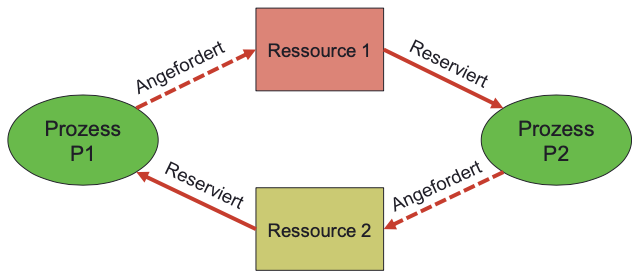 Angefordert
Ressource 1
Reserviert
Prozess
P1
Prozess
P2
Reserviert
Ressource 2
Angefordert